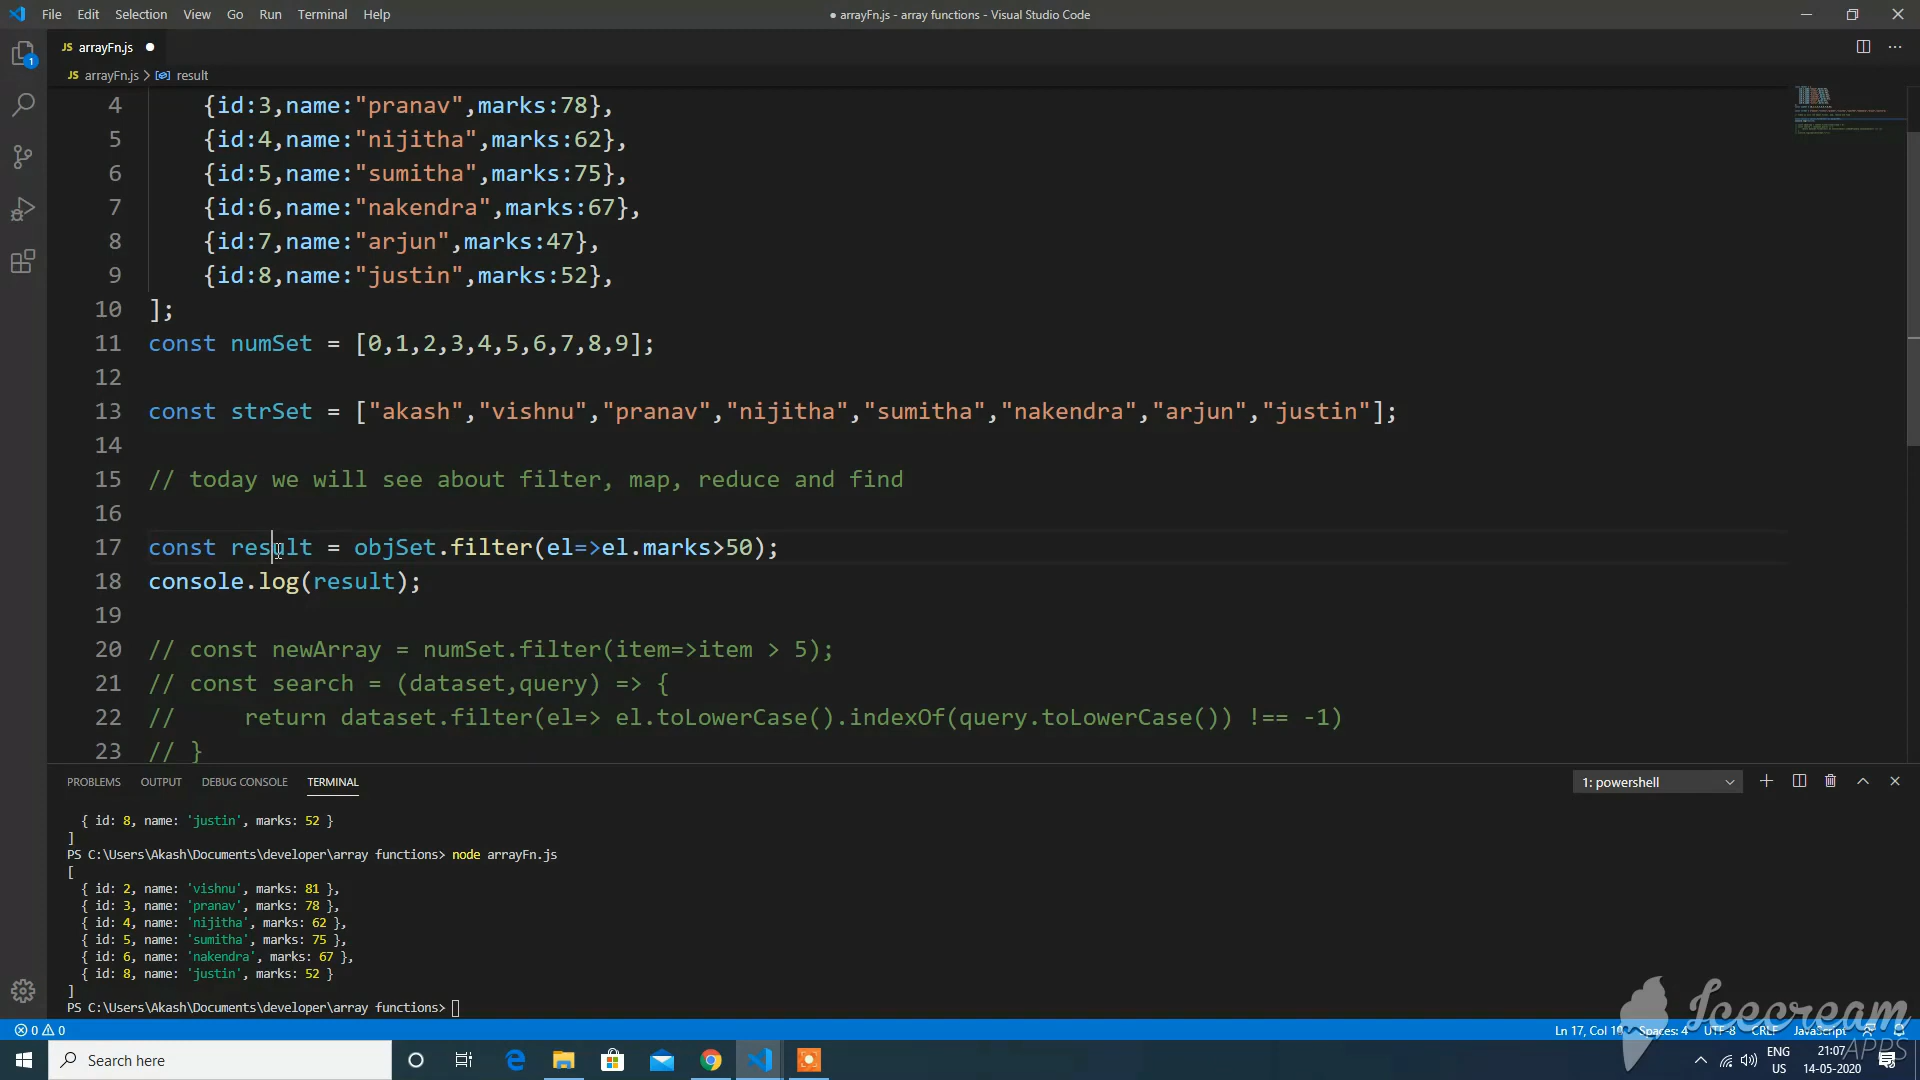 File Edit Selection View Go Run Terminal Help
● arrayFn.js - array functions - Visual Studio Code
JS arrayFn.js ●
JS arrayFn.js > result
1
4 {id:3,name:"pranav",marks:78},
5 {id:4,name:"nijitha",marks:62},
6 {id:5,name:"sumitha",marks:75},
7 {id:6,name:"nakendra",marks:67},
8 {id:7,name:"arjun",marks:47},
9 {id:8,name:"justin",marks:52},
10 ];
11 const numSet = [0,1,2,3,4,5,6,7,8,9];
12
13 const strSet = ["akash","vishnu","pranav","nijitha","sumitha","nakendra","arjun","justin"];
14
15 // today we will see about filter, map, reduce and find
16
17 const result = objSet.filter(el=>el.marks>50);
18 console.log(result);
19
20 // const newArray = numSet.filter(item=>item > 5);
21 // const search = (dataset,query) => {
22 //     return dataset.filter(el=> el.toLowerCase().indexOf(query.toLowerCase()) !== -1)
23 // }
PROBLEMS OUTPUT DEBUG CONSOLE TERMINAL
1: powershell
{ id: 8, name: 'justin', marks: 52 }
]
PS C:\Users\Akash\Documents\developer\array functions> node arrayFn.js
[
{ id: 2, name: 'vishnu', marks: 81 },
{ id: 3, name: 'pranav', marks: 78 },
{ id: 4, name: 'nijitha', marks: 62 },
{ id: 5, name: 'sumitha', marks: 75 },
{ id: 6, name: 'nakendra', marks: 67 },
{ id: 8, name: 'justin', marks: 52 }
]
PS C:\Users\Akash\Documents\developer\array functions>
0 0
Ln 17, Col 10 Spaces: 4 UTF-8 CRLF JavaScript
Icecream
APPS
Search here
ENG
US
21:07
14-05-2020